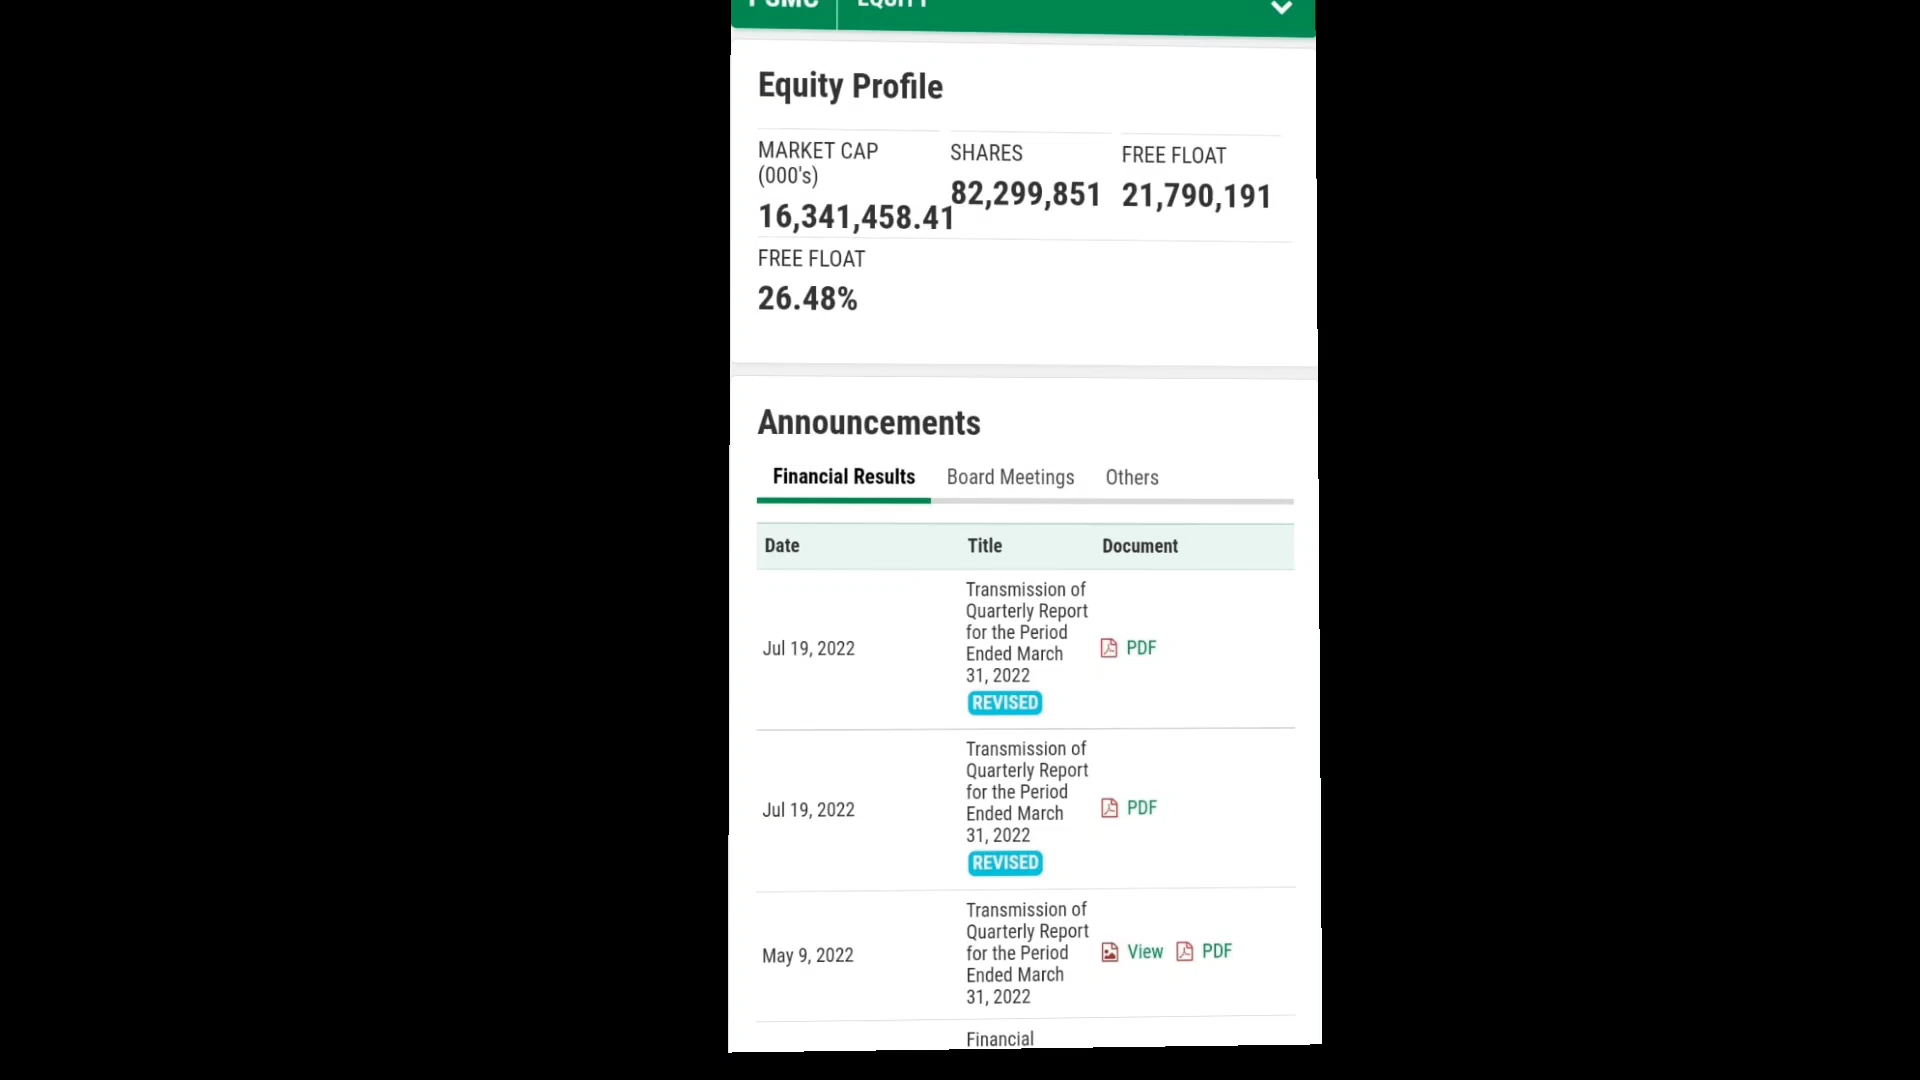 EQUITY
Equity Profile
MARKET CAP (000's)
16,341,458.41
SHARES
82,299,851
FREE FLOAT
21,790,191
FREE FLOAT
26.48%
Announcements
Financial Results Board Meetings Others
Date Title Document
Jul 19, 2022
Transmission of
Quarterly Report
for the Period
Ended March
31, 2022
REVISED
PDF
Jul 19, 2022
Transmission of
Quarterly Report
for the Period
Ended March
31, 2022
REVISED
PDF
May 9, 2022
Transmission of
Quarterly Report
for the Period
Ended March
31, 2022
View PDF
Financial